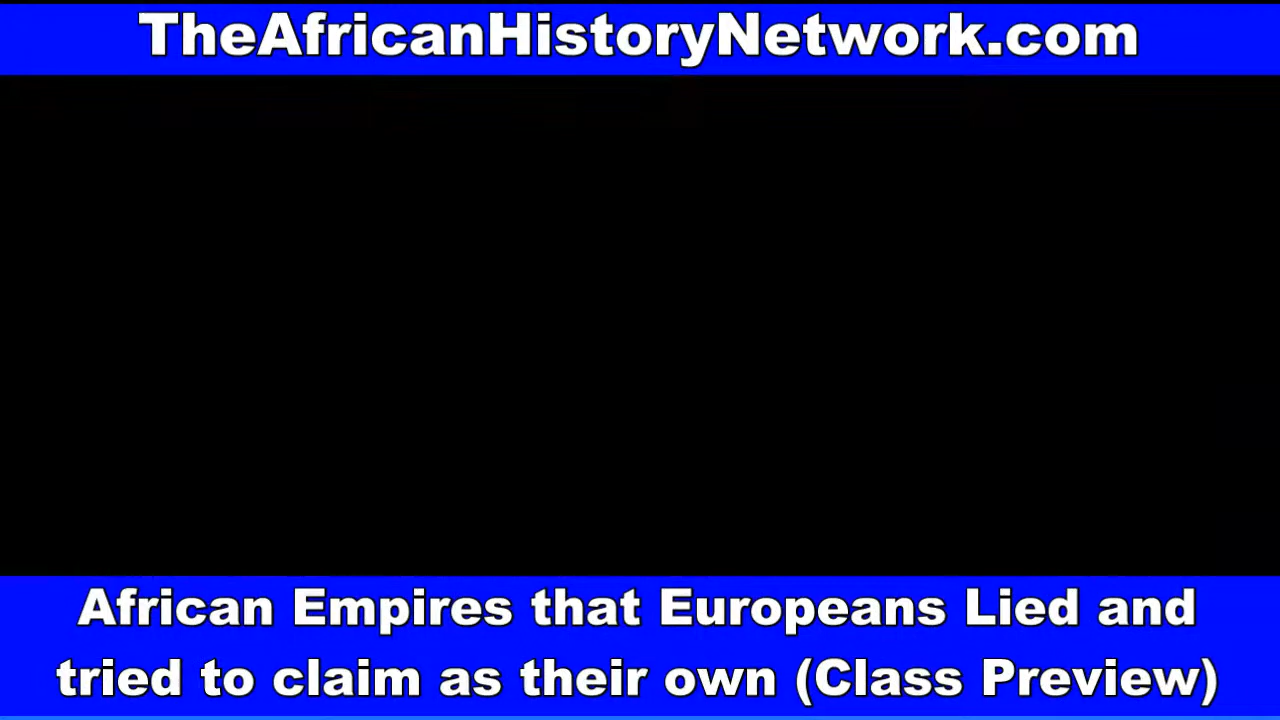 TheAfricanHistoryNetwork.com
African Empires that Europeans Lied and
tried to claim as their own (Class Preview)